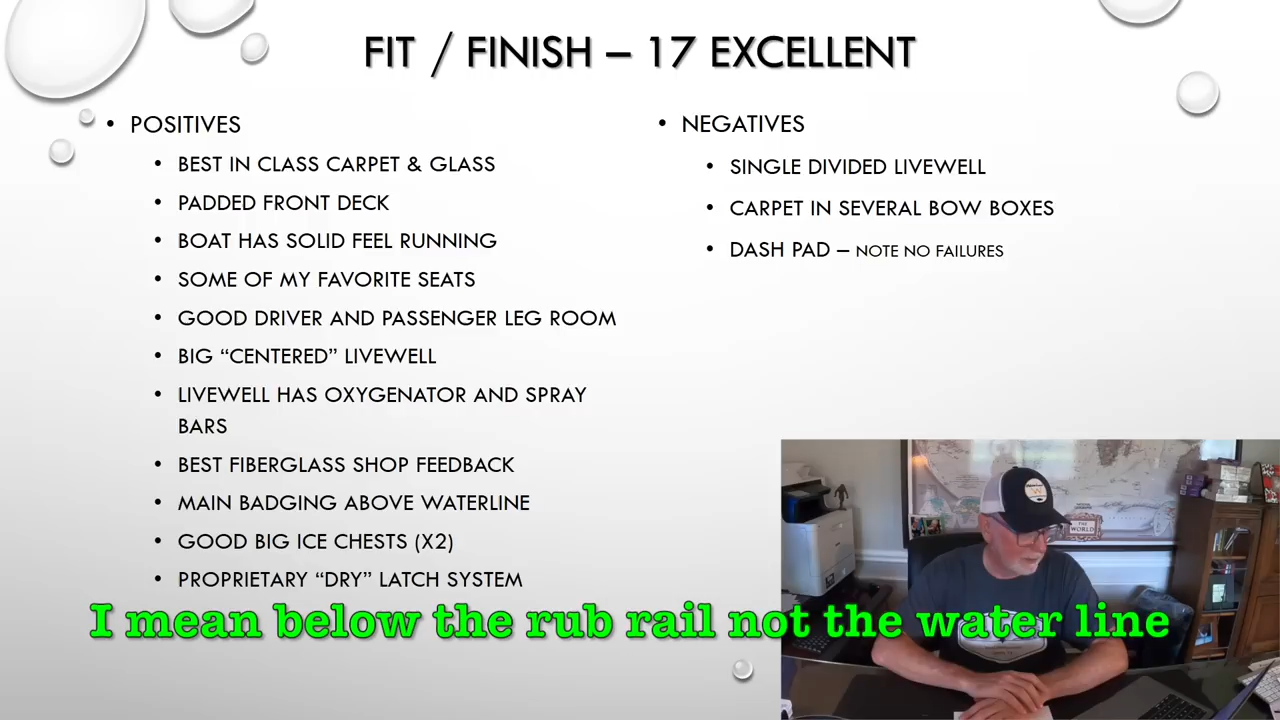 FIT / FINISH – 17 EXCELLENT
• POSITIVES
• BEST IN CLASS CARPET & GLASS
• PADDED FRONT DECK
• BOAT HAS SOLID FEEL RUNNING
• SOME OF MY FAVORITE SEATS
• GOOD DRIVER AND PASSENGER LEG ROOM
• BIG “CENTERED” LIVEWELL
• LIVEWELL HAS OXYGENATOR AND SPRAY
BARS
• BEST FIBERGLASS SHOP FEEDBACK
• MAIN BADGING ABOVE WATERLINE
• GOOD BIG ICE CHESTS (X2)
• PROPRIETARY “DRY” LATCH SYSTEM
• NEGATIVES
• SINGLE DIVIDED LIVEWELL
• CARPET IN SEVERAL BOW BOXES
• DASH PAD – NOTE NO FAILURES
I mean below the rub rail not the water line
THE
WORLD